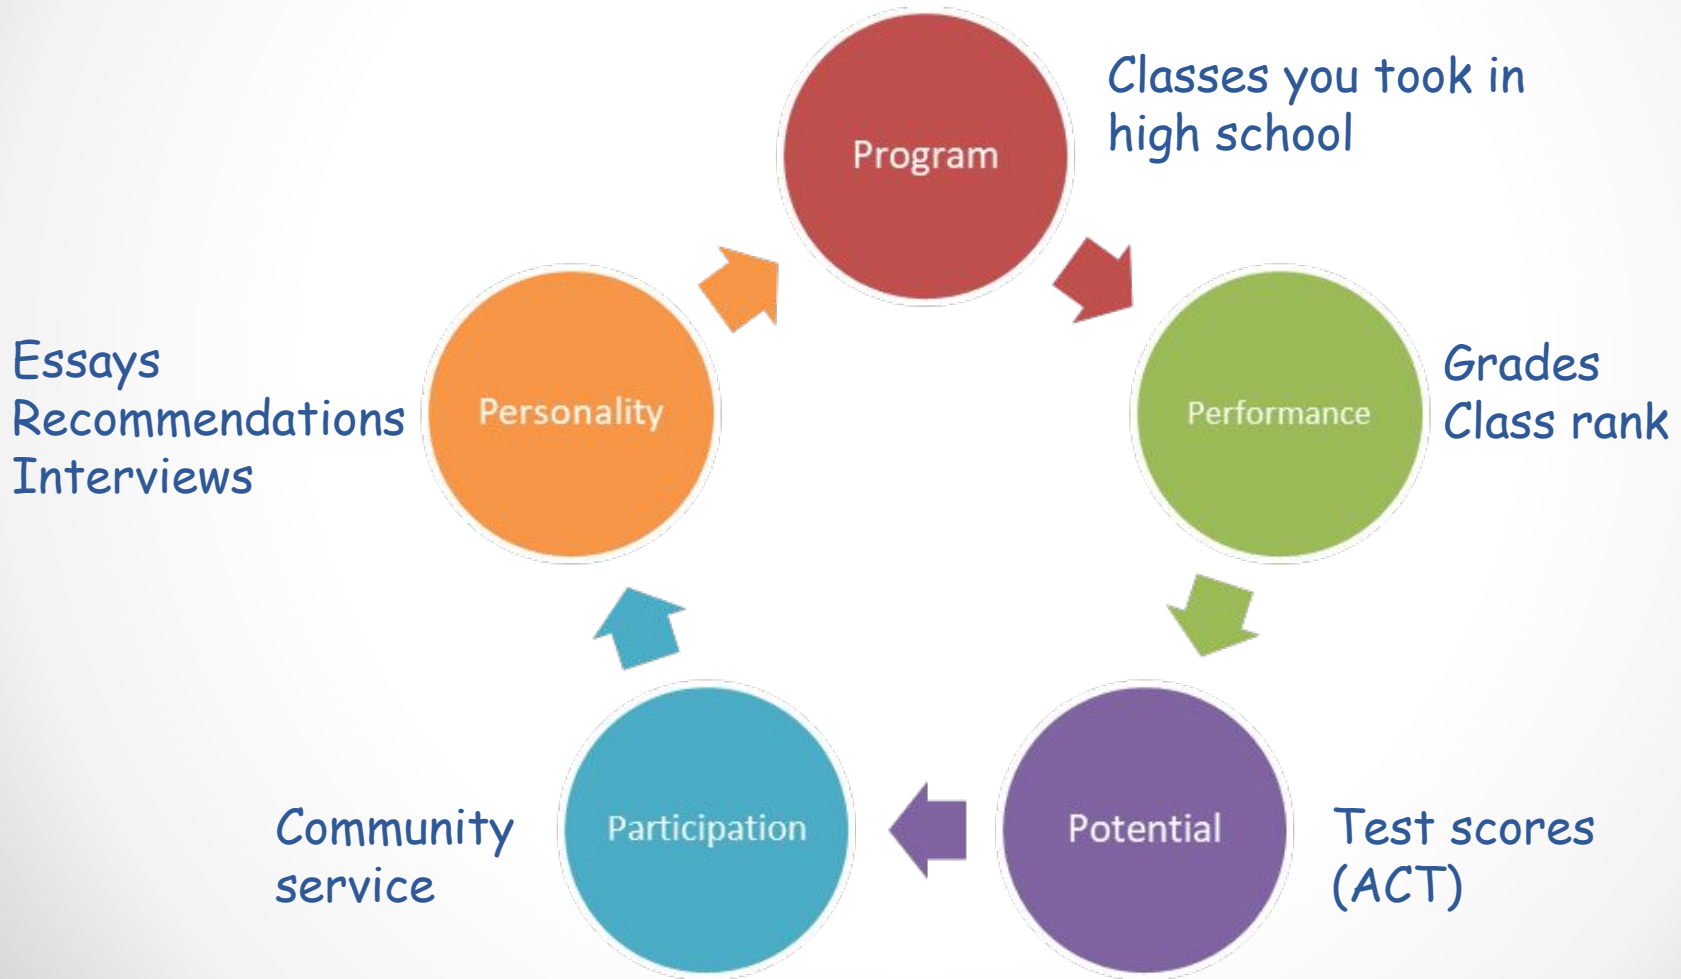 Program
Classes you took in
high school
Performance
Grades
Class rank
Potential
Test scores
(ACT)
Participation
Community
service
Personality
Essays
Recommendations
Interviews